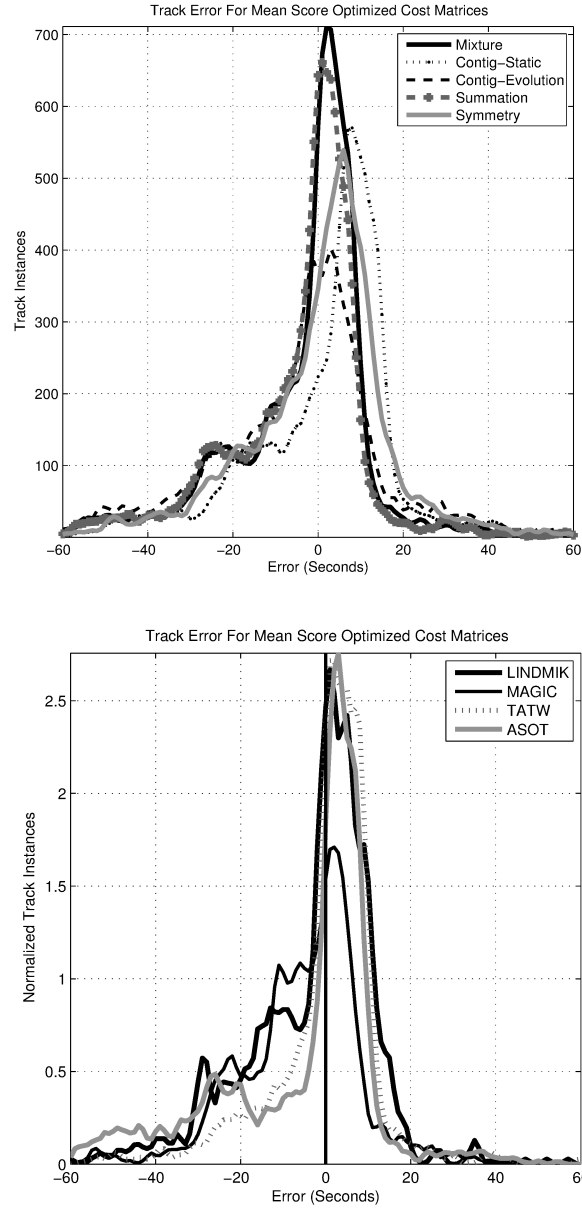 Track Error For Mean Score Optimized Cost Matrices
700
600
500
400
300
200
100
Track Instances
Mixture
Contig−Static
Contig−Evolution
Summation
Symmetry
−60 −40 −20 0 20 40 60
Error (Seconds)
Track Error For Mean Score Optimized Cost Matrices
2.5
2
1.5
1
0.5
0
Normalized Track Instances
LINDMIK
MAGIC
TATW
ASOT
−60 −40 −20 0 20 40 6
Error (Seconds)